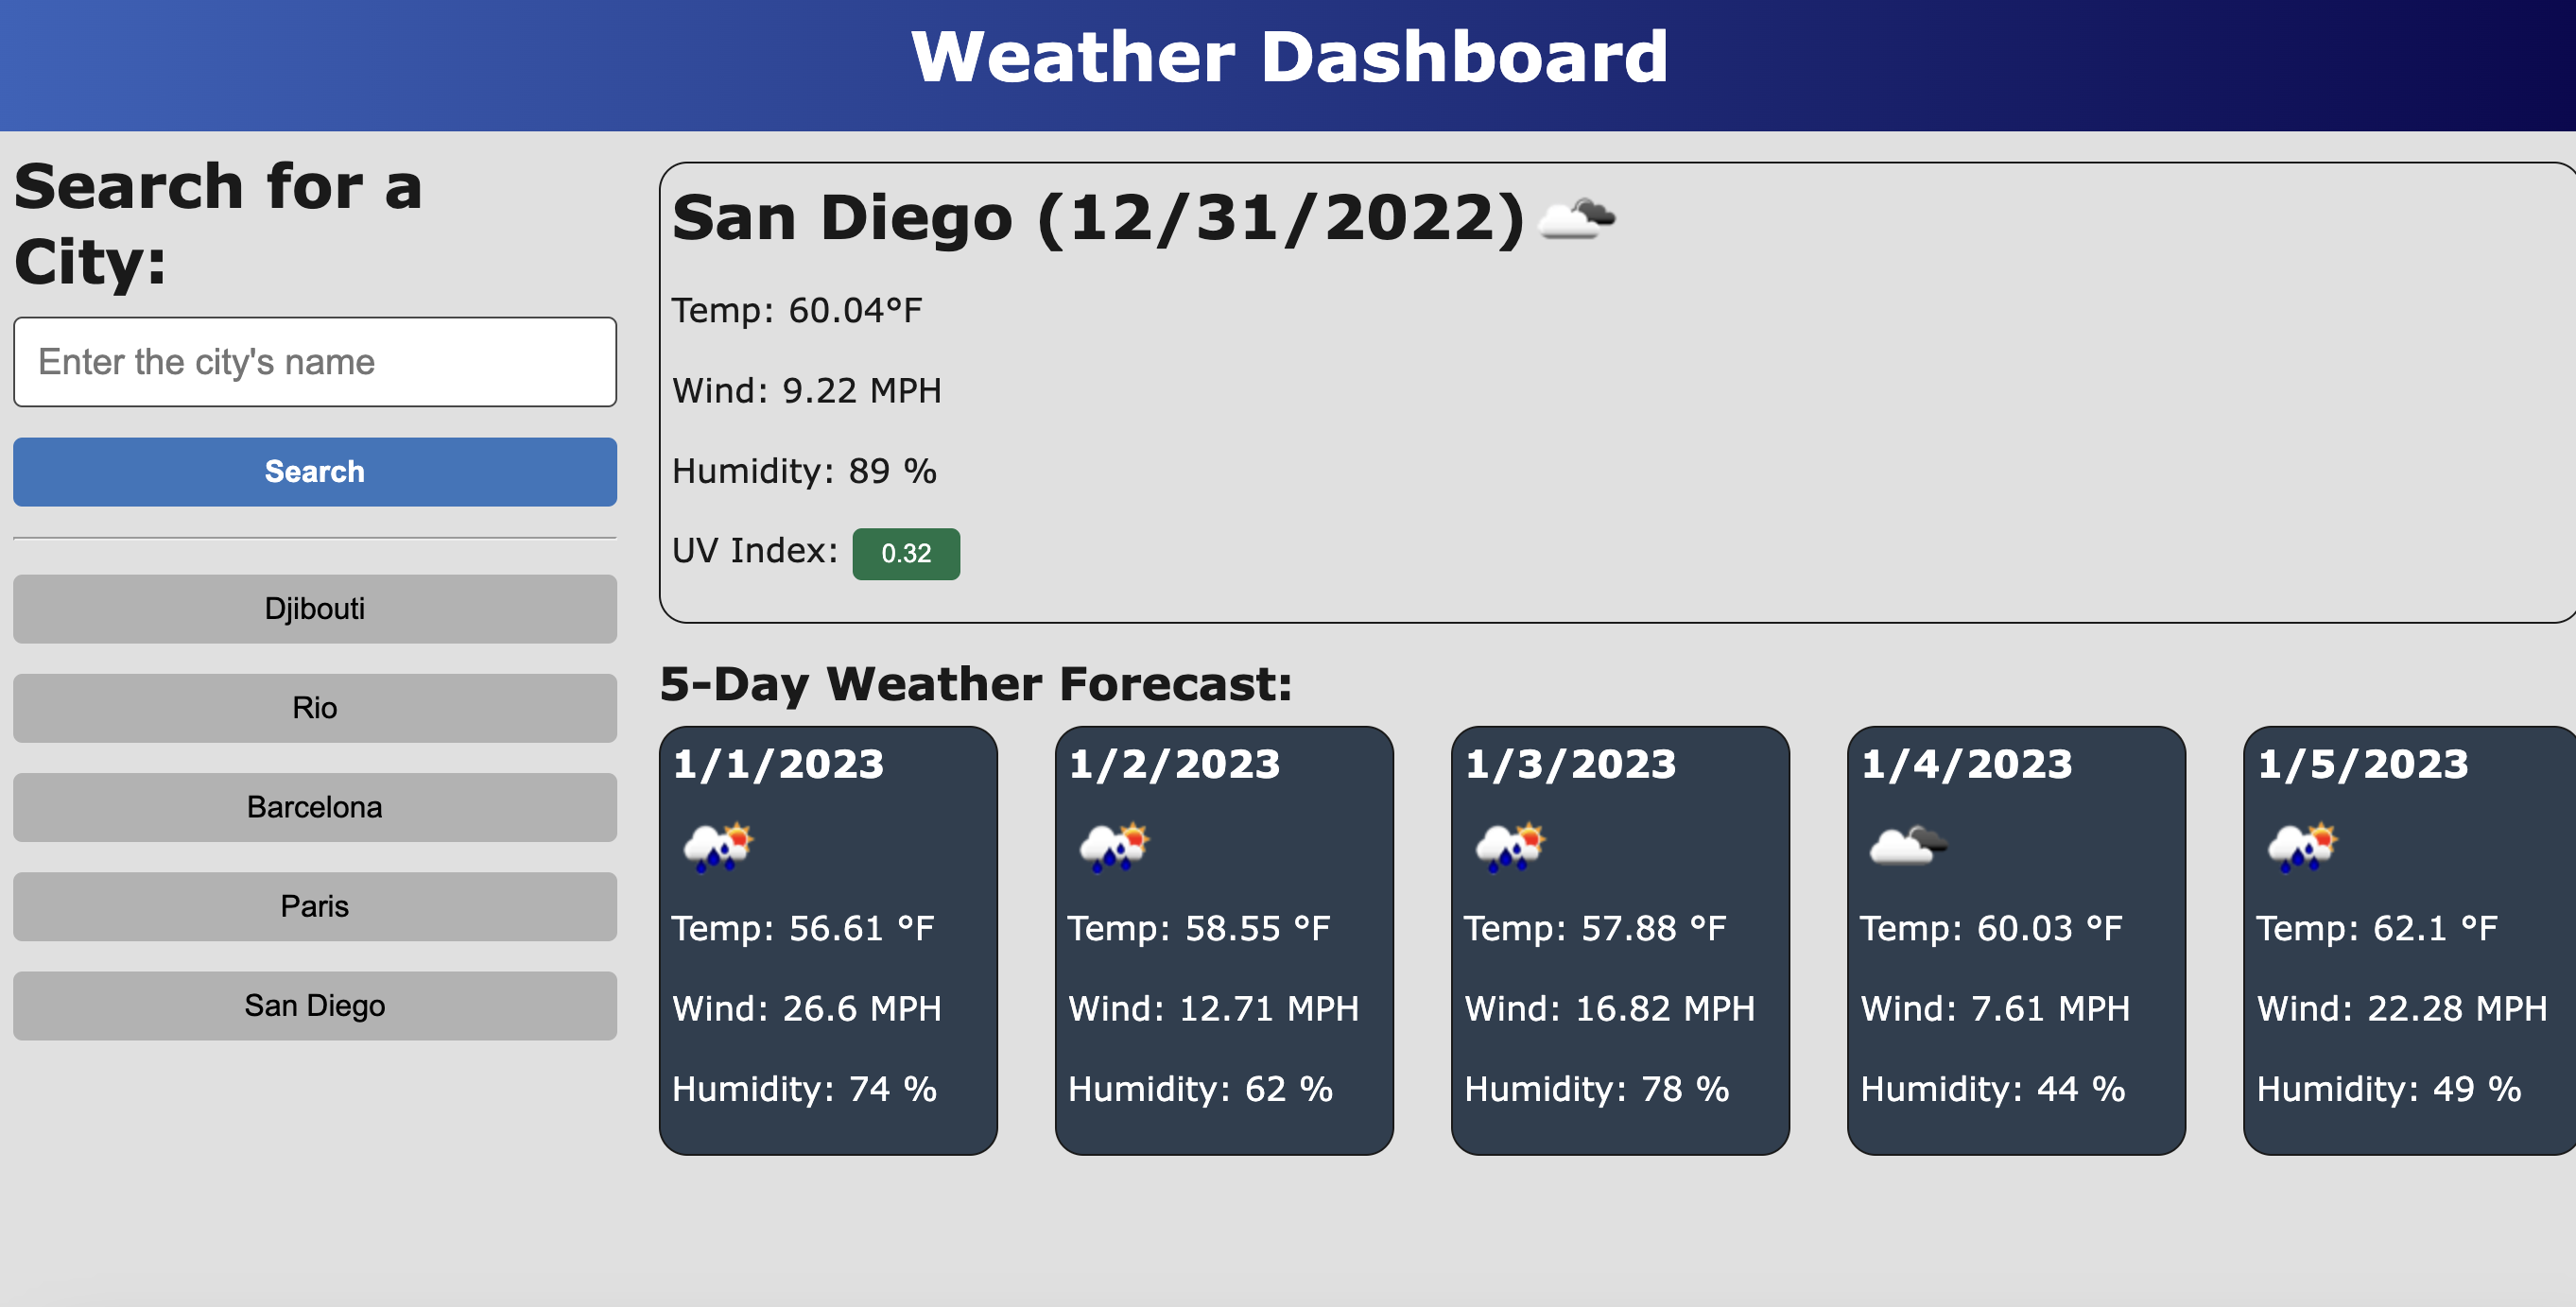 Weather Dashboard
Search for a
City:
Enter the city's name
Search
Djibouti
Rio
Barcelona
Paris
San Diego
San Diego (12/31/2022)
Temp: 60.04°F
Wind: 9.22 MPH
Humidity: 89 %
UV Index: 0.32
5-Day Weather Forecast:
1/1/2023
Temp: 56.61 °F
Wind: 26.6 MPH
Humidity: 74 %
1/2/2023
Temp: 58.55 °F
Wind: 12.71 MPH
Humidity: 62 %
1/3/2023
Temp: 57.88 °F
Wind: 16.82 MPH
Humidity: 78 %
1/4/2023
Temp: 60.03 °F
Wind: 7.61 MPH
Humidity: 44 %
1/5/2023
Temp: 62.1 °F
Wind: 22.28 MPH
Humidity: 49 %